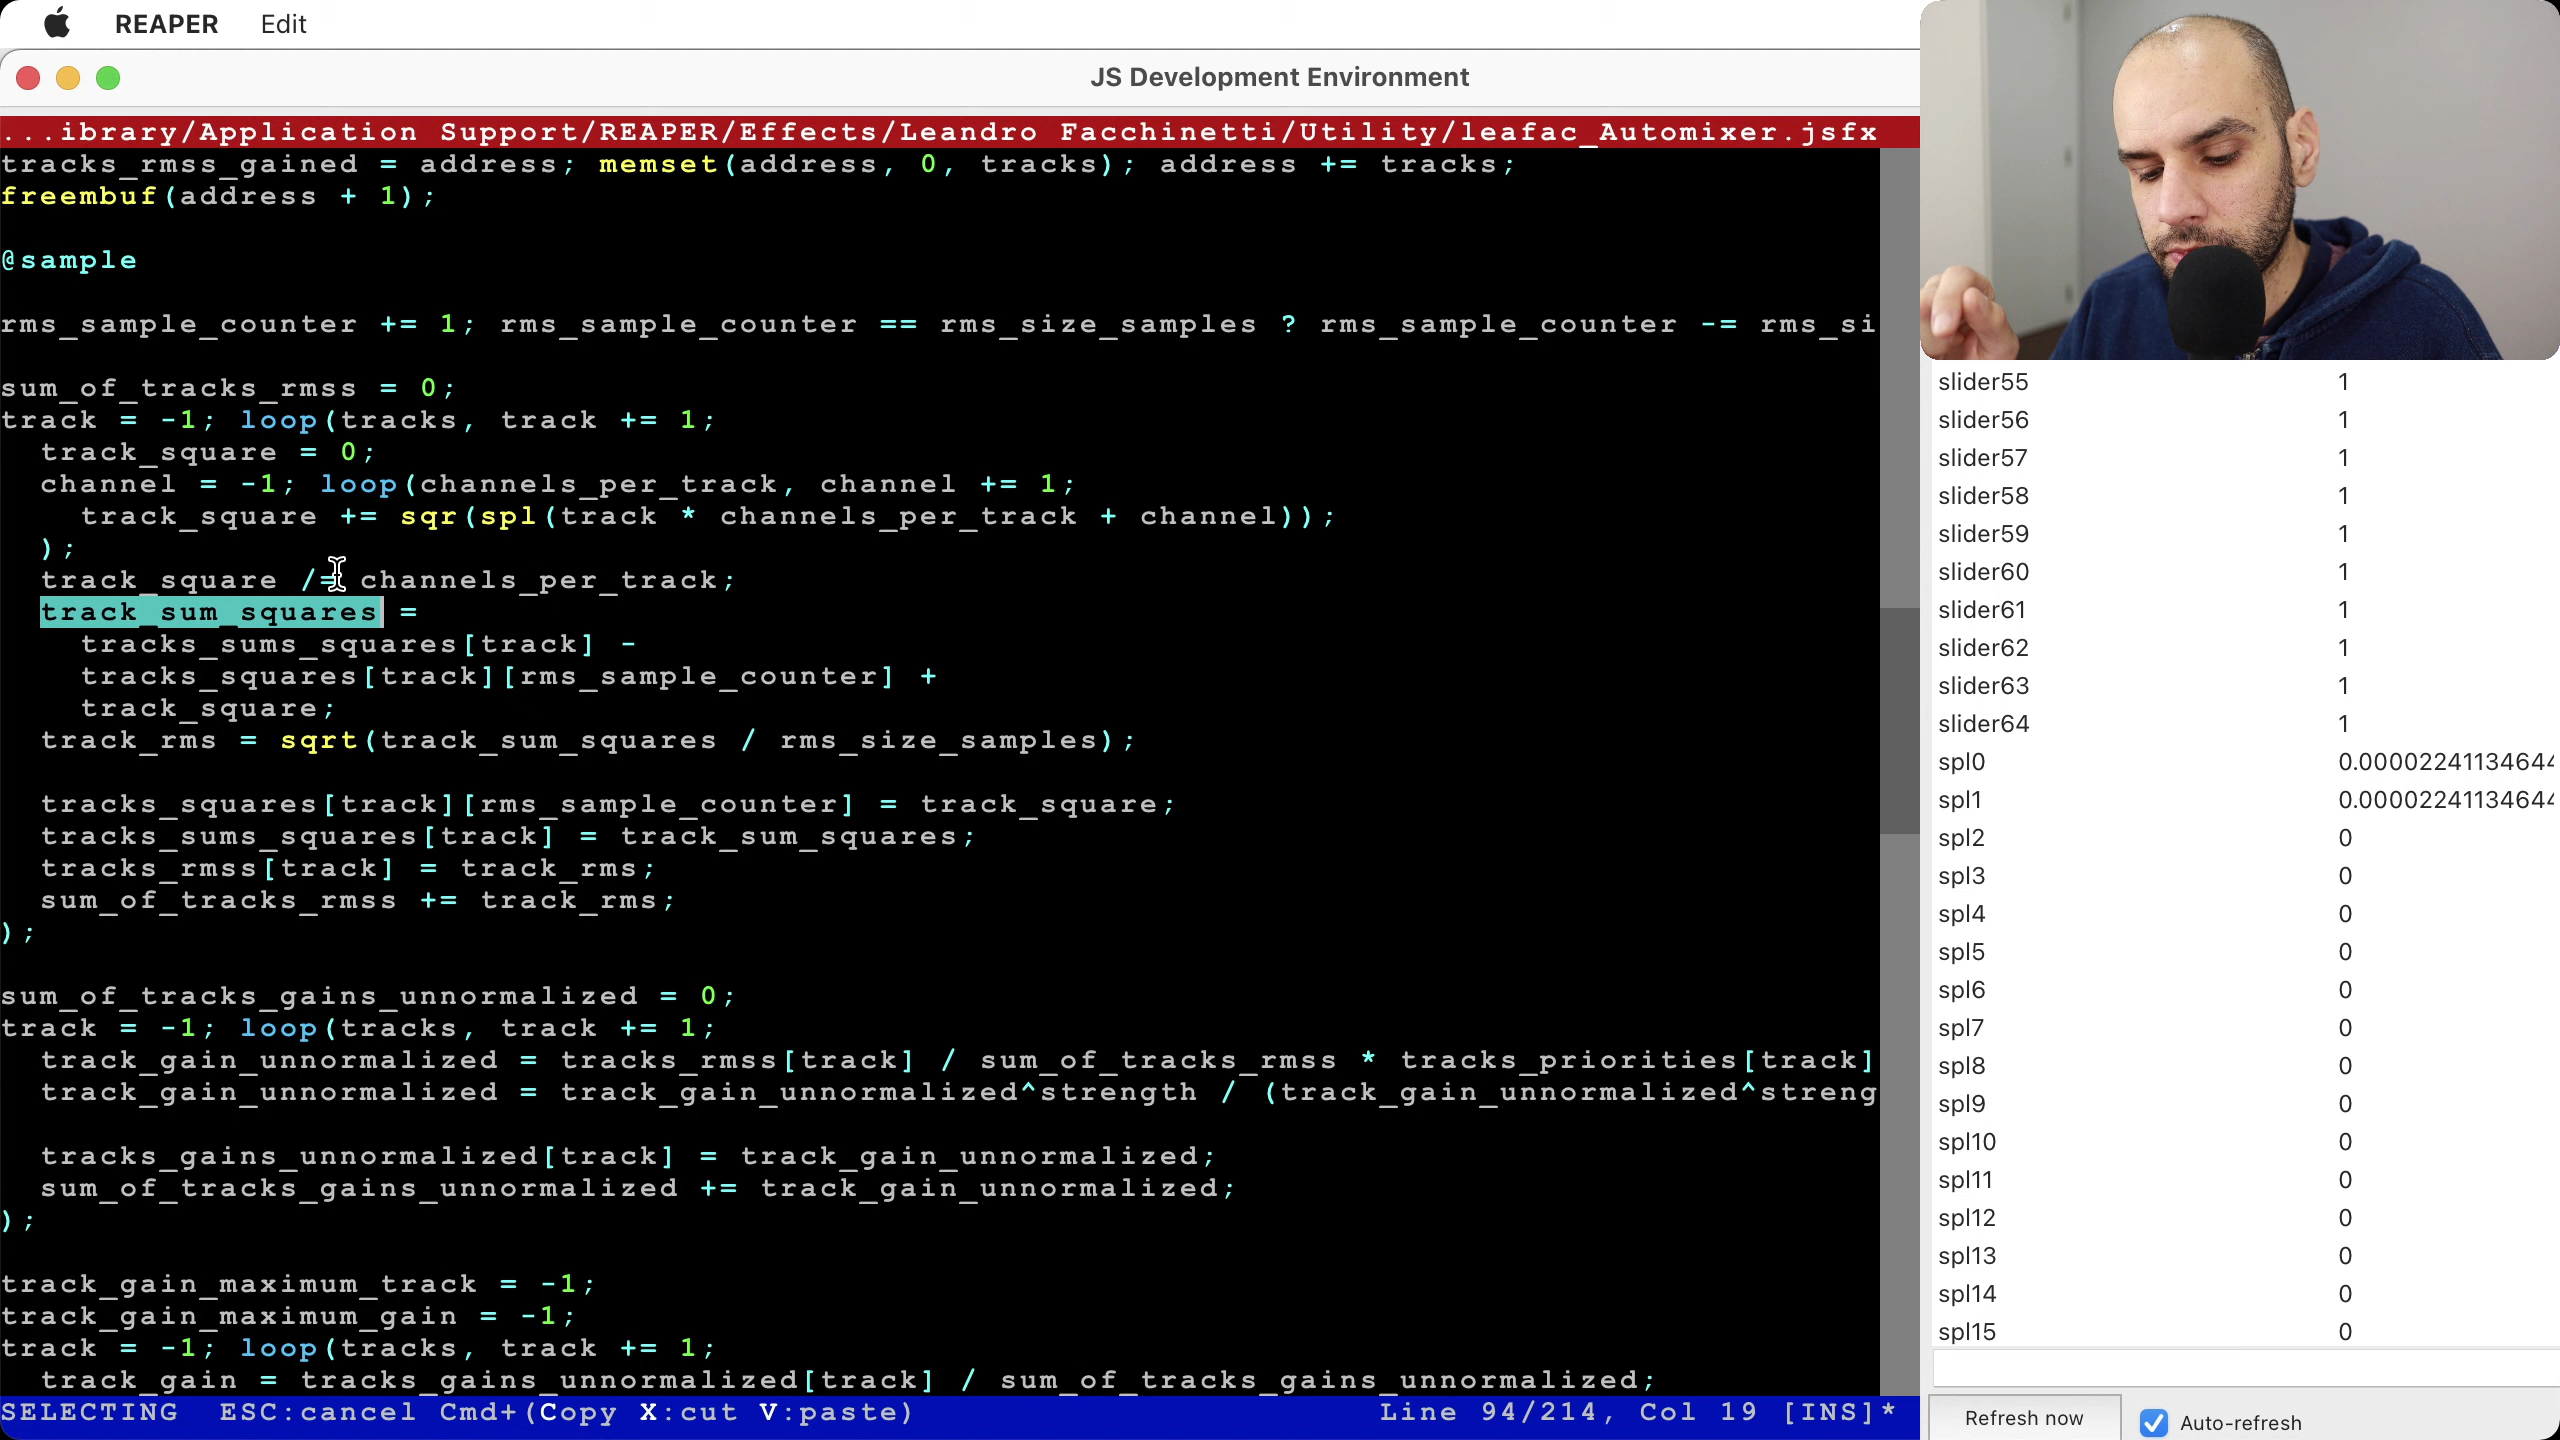 REAPER Edit
JS Development Environment
...ibrary/Application Support/REAPER/Effects/Leandro Facchinetti/Utility/leafac_Automixer.jsfx
tracks_rmss_gained = address; memset(address, 0, tracks); address += tracks;
freembuf(address + 1);
@sample
rms_sample_counter += 1; rms_sample_counter == rms_size_samples ? rms_sample_counter -= rms_si
sum_of_tracks_rmss = 0;
track = -1; loop(tracks, track += 1;
track_square = 0;
channel = -1; loop(channels_per_track, channel += 1;
track_square += sqr(spl(track * channels_per_track + channel));
);
track_square /= channels_per_track;
track_sum_squares =
tracks_sums_squares[track] -
tracks_squares[track][rms_sample_counter] +
track_square;
track_rms = sqrt(track_sum_squares / rms_size_samples);
tracks_squares[track][rms_sample_counter] = track_square;
tracks_sums_squares[track] = track_sum_squares;
tracks_rmss[track] = track_rms;
sum_of_tracks_rmss += track_rms;
);
sum_of_tracks_gains_unnormalized = 0;
track = -1; loop(tracks, track += 1;
track_gain_unnormalized = tracks_rmss[track] / sum_of_tracks_rmss * tracks_priorities[track]
track_gain_unnormalized = track_gain_unnormalized^strength / (track_gain_unnormalized^streng
tracks_gains_unnormalized[track] = track_gain_unnormalized;
sum_of_tracks_gains_unnormalized += track_gain_unnormalized;
);
track_gain_maximum_track = -1;
track_gain_maximum_gain = -1;
track = -1; loop(tracks, track += 1;
track_gain = tracks_gains_unnormalized[track] / sum_of_tracks_gains_unnormalized;
SELECTING ESC:cancel Cmd+(Copy X:cut V:paste) Line 94/214, Col 19 [INS]*
slider55 1
slider56 1
slider57 1
slider58 1
slider59 1
slider60 1
slider61 1
slider62 1
slider63 1
slider64 1
spl0 0.00002241134644
spl1 0.00002241134644
spl2 0
spl3 0
spl4 0
spl5 0
spl6 0
spl7 0
spl8 0
spl9 0
spl10 0
spl11 0
spl12 0
spl13 0
spl14 0
spl15 0
Refresh now Auto-refresh